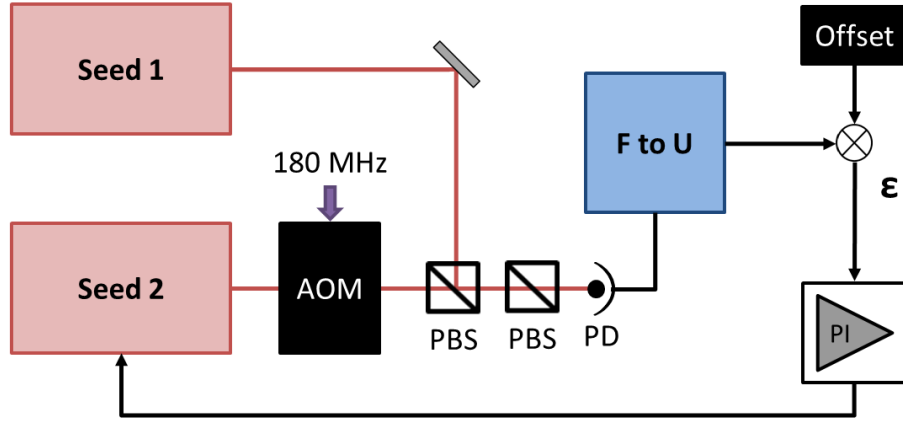 Seed 1
Offset
F to U
180 MHz
ε
Seed 2
AOM
PBS
PBS
PD
PI